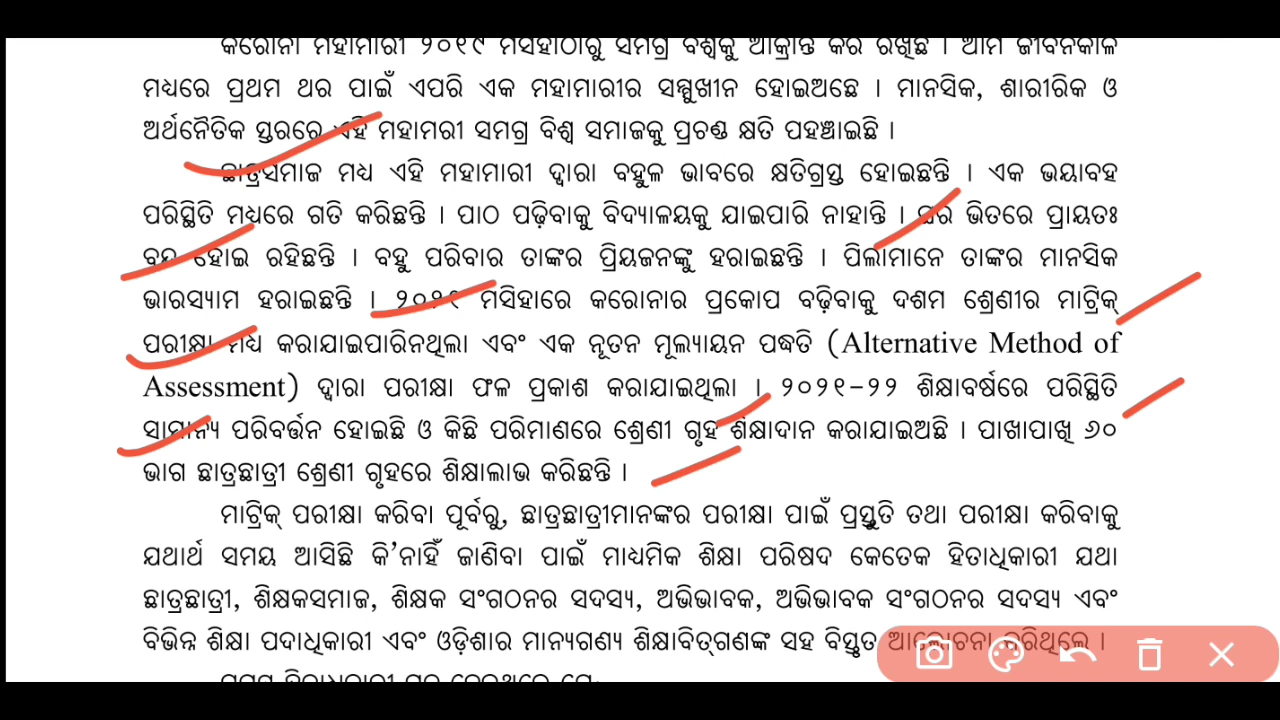 କରୋନା ମହାମାରୀ ୨୦୧୯ ମସିହାଠାରୁ ସମଗ୍ର ବିଶ୍ୱକୁ ଆକ୍ରାନ୍ତ କରି ରଖିଛି । ଆମ ଜୀବନକାଳ
ମଧ୍ୟରେ ପ୍ରଥମ ଥର ପାଇଁ ଏପରି ଏକ ମହାମାରୀର ସମ୍ମୁଖୀନ ହୋଇଅଛେ । ମାନସିକ, ଶାରୀରିକ ଓ
ଅର୍ଥନୈତିକ ସ୍ତରରେ ଏହି ମହାମରୀ ସମଗ୍ର ବିଶ୍ୱ ସମାଜକୁ ପ୍ରଚଣ୍ଡ କ୍ଷତି ପହଞ୍ଚାଇଛି ।
ଛାତ୍ରସମାଜ ମଧ୍ୟ ଏହି ମହାମାରୀ ଦ୍ୱାରା ବହୁଳ ଭାବରେ କ୍ଷତିଗ୍ରସ୍ତ ହୋଇଛନ୍ତି । ଏକ ଭୟାବହ
ପରିସ୍ଥିତି ମଧ୍ୟରେ ଗତି କରିଛନ୍ତି । ପାଠ ପଢ଼ିବାକୁ ବିଦ୍ୟାଳୟକୁ ଯାଇପାରି ନାହାନ୍ତି । ଘର ଭିତରେ ପ୍ରାୟତଃ
ବନ୍ଦ ହୋଇ ରହିଛନ୍ତି । ବହୁ ପରିବାର ତାଙ୍କର ପ୍ରିୟଜନଙ୍କୁ ହରାଇଛନ୍ତି । ପିଲାମାନେ ତାଙ୍କର ମାନସିକ
ଭାରସାମ୍ୟ ହରାଇଛନ୍ତି । ୨୦୨୧ ମସିହାରେ କରୋନାର ପ୍ରକୋପ ବଢ଼ିବାକୁ ଦଶମ ଶ୍ରେଣୀର ମାଟ୍ରିକ୍
ପରୀକ୍ଷା ମଧ୍ୟ କରାଯାଇପାରିନଥିଲା ଏବଂ ଏକ ନୂତନ ମୂଲ୍ୟାୟନ ପଦ୍ଧତି (Alternative Method of
Assessment) ଦ୍ୱାରା ପରୀକ୍ଷା ଫଳ ପ୍ରକାଶ କରାଯାଇଥିଲା । ୨୦୨୧-୨୨ ଶିକ୍ଷାବର୍ଷରେ ପରିସ୍ଥିତି
ସାମାନ୍ୟ ପରିବର୍ତ୍ତନ ହୋଇଛି ଓ କିଛି ପରିମାଣରେ ଶ୍ରେଣୀ ଗୃହ ଶିକ୍ଷାଦାନ କରାଯାଇଅଛି । ପାଖାପାଖି ୬୦
ଭାଗ ଛାତ୍ରଛାତ୍ରୀ ଶ୍ରେଣୀ ଗୃହରେ ଶିକ୍ଷାଲାଭ କରିଛନ୍ତି ।
ମାଟ୍ରିକ୍ ପରୀକ୍ଷା କରିବା ପୂର୍ବରୁ, ଛାତ୍ରଛାତ୍ରୀମାନଙ୍କର ପରୀକ୍ଷା ପାଇଁ ପ୍ରସ୍ତୁତି ତଥା ପରୀକ୍ଷା କରିବାକୁ
ଯଥାର୍ଥ ସମୟ ଆସିଛି କି’ନାହିଁ ଜାଣିବା ପାଇଁ ମାଧ୍ୟମିକ ଶିକ୍ଷା ପରିଷଦ କେତେକ ହିତାଧିକାରୀ ଯଥା
ଛାତ୍ରଛାତ୍ରୀ, ଶିକ୍ଷକସମାଜ, ଶିକ୍ଷକ ସଂଗଠନର ସଦସ୍ୟ, ଅଭିଭାବକ, ଅଭିଭାବକ ସଂଗଠନର ସଦସ୍ୟ ଏବଂ
ବିଭିନ୍ନ ଶିକ୍ଷା ପଦାଧିକାରୀ ଏବଂ ଓଡ଼ିଶାର ମାନ୍ୟଗଣ୍ୟ ଶିକ୍ଷାବିତ୍‌ଗଣଙ୍କ ସହ ବିସ୍ତୃତ ଆଲୋଚନା କରିଥିଲେ ।